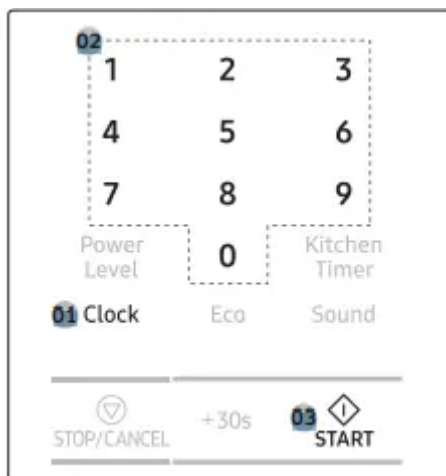 02
1 2 3
4 5 6
7 8 9
Power Level 0 Kitchen Timer
01 Clock Eco Sound
STOP/CANCEL +30s 03 START